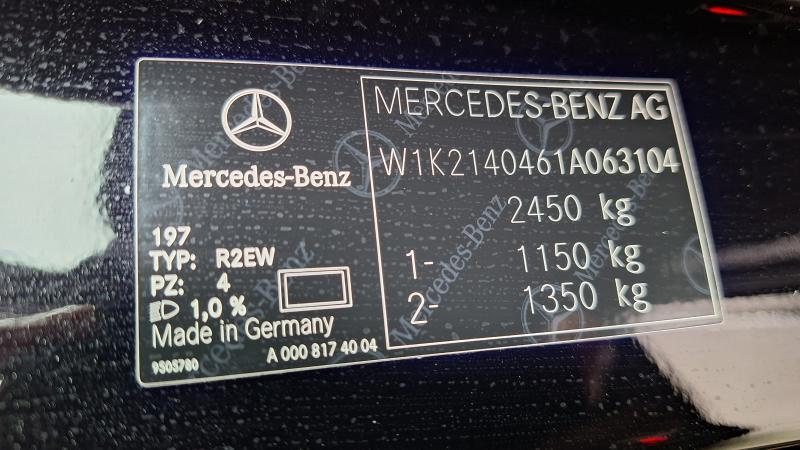 Mercedes-Benz
197
TYP: R2EW
PZ: 4
1,0 %
Made in Germany
9S0S780
A 000 817 40 04
MERCEDES-BENZ AG
W1K2140461A063104
2450 kg
1- 1150 kg
2- 1350 kg